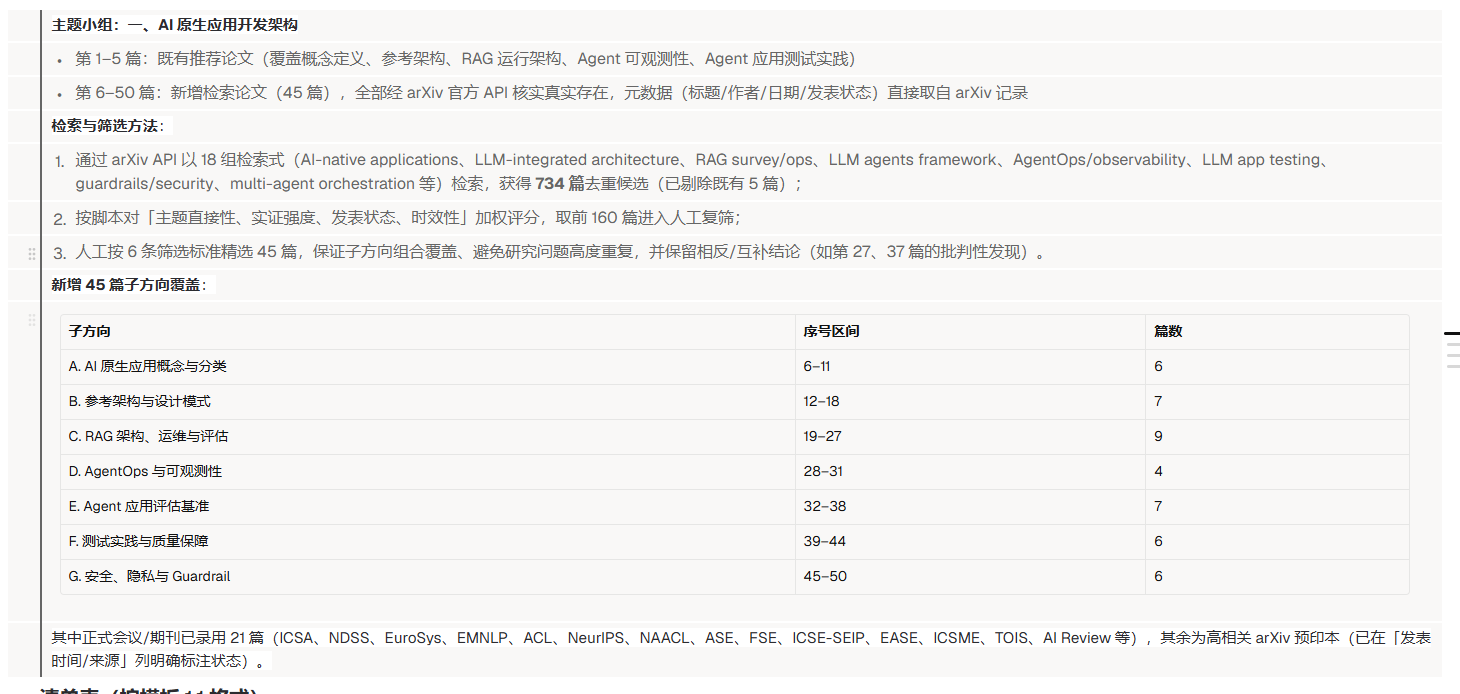 主题小组：一、AI 原生应用开发架构
• 第 1–5 篇：既有推荐论文（覆盖概念定义、参考架构、RAG 运行架构、Agent 可观测性、Agent 应用测试实践）
• 第 6–50 篇：新增检索论文（45 篇），全部经 arXiv 官方 API 核实真实存在，元数据（标题/作者/日期/发表状态）直接取自 arXiv 记录
检索与筛选方法：
1. 通过 arXiv API 以 18 组检索式（AI-native applications、LLM-integrated architecture、RAG survey/ops、LLM agents framework、AgentOps/observability、LLM app testing、
guardrails/security、multi-agent orchestration 等）检索，获得 734 篇去重候选（已剔除既有 5 篇）；
2. 按脚本对「主题直接性、实证强度、发表状态、时效性」加权评分，取前 160 篇进入人工复筛；
3. 人工按 6 条筛选标准精选 45 篇，保证子方向组合覆盖、避免研究问题高度重复，并保留相反/互补结论（如第 27、37 篇的批判性发现）。
新增 45 篇子方向覆盖：
子方向 序号区间 篇数
A. AI 原生应用概念与分类 6–11 6
B. 参考架构与设计模式 12–18 7
C. RAG 架构、运维与评估 19–27 9
D. AgentOps 与可观测性 28–31 4
E. Agent 应用评估基准 32–38 7
F. 测试实践与质量保障 39–44 6
G. 安全、隐私与 Guardrail 45–50 6
其中正式会议/期刊已录用 21 篇（ICSA、NDSS、EuroSys、EMNLP、ACL、NeurIPS、NAACL、ASE、FSE、ICSE-SEIP、EASE、ICSME、TOIS、AI Review 等），其余为高相关 arXiv 预印本（已在「发表
时间/来源」列明确标注状态）。